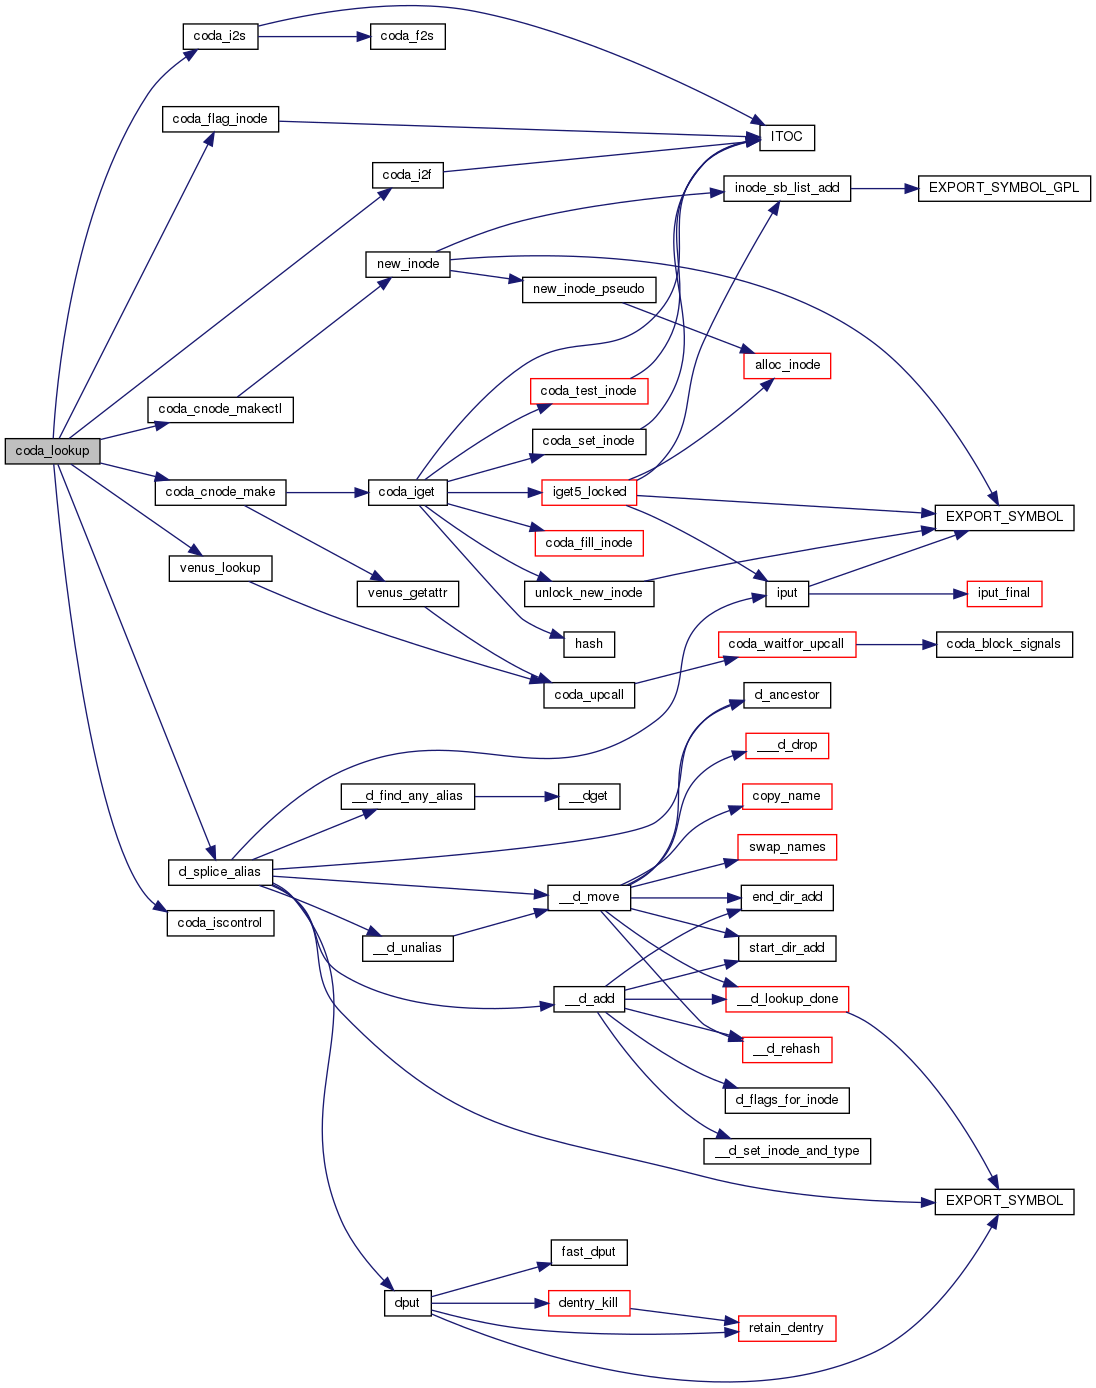 coda_i2s
coda_f2s
coda_flag_inode
ITOC
coda_i2f
inode_sb_list_add
EXPORT_SYMBOL_GPL
new_inode
new_inode_pseudo
alloc_inode
coda_test_inode
coda_cnode_makectl
coda_set_inode
coda_lookup
coda_cnode_make
coda_iget
iget5_locked
EXPORT_SYMBOL
coda_fill_inode
venus_lookup
venus_getattr
unlock_new_inode
iput
iput_final
hash
coda_waitfor_upcall
coda_block_signals
coda_upcall
d_ancestor
___d_drop
__d_find_any_alias
__dget
copy_name
swap_names
d_splice_alias
__d_move
end_dir_add
coda_iscontrol
__d_unalias
start_dir_add
__d_add
__d_lookup_done
__d_rehash
d_flags_for_inode
__d_set_inode_and_type
EXPORT_SYMBOL
fast_dput
dput
dentry_kill
retain_dentry